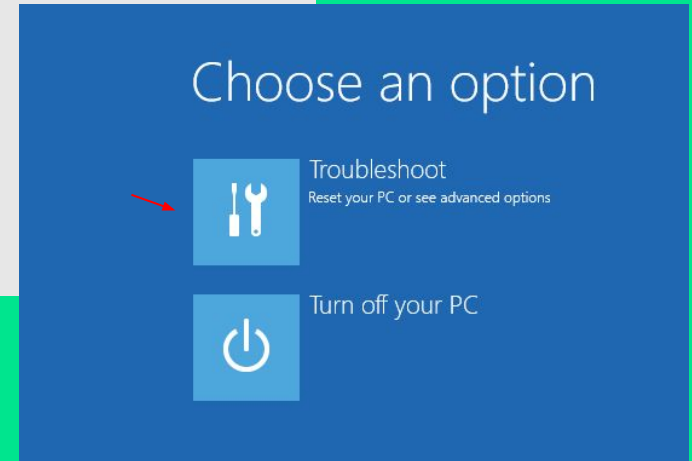 Choose an option
Troubleshoot
Reset your PC or see advanced options
Turn off your PC